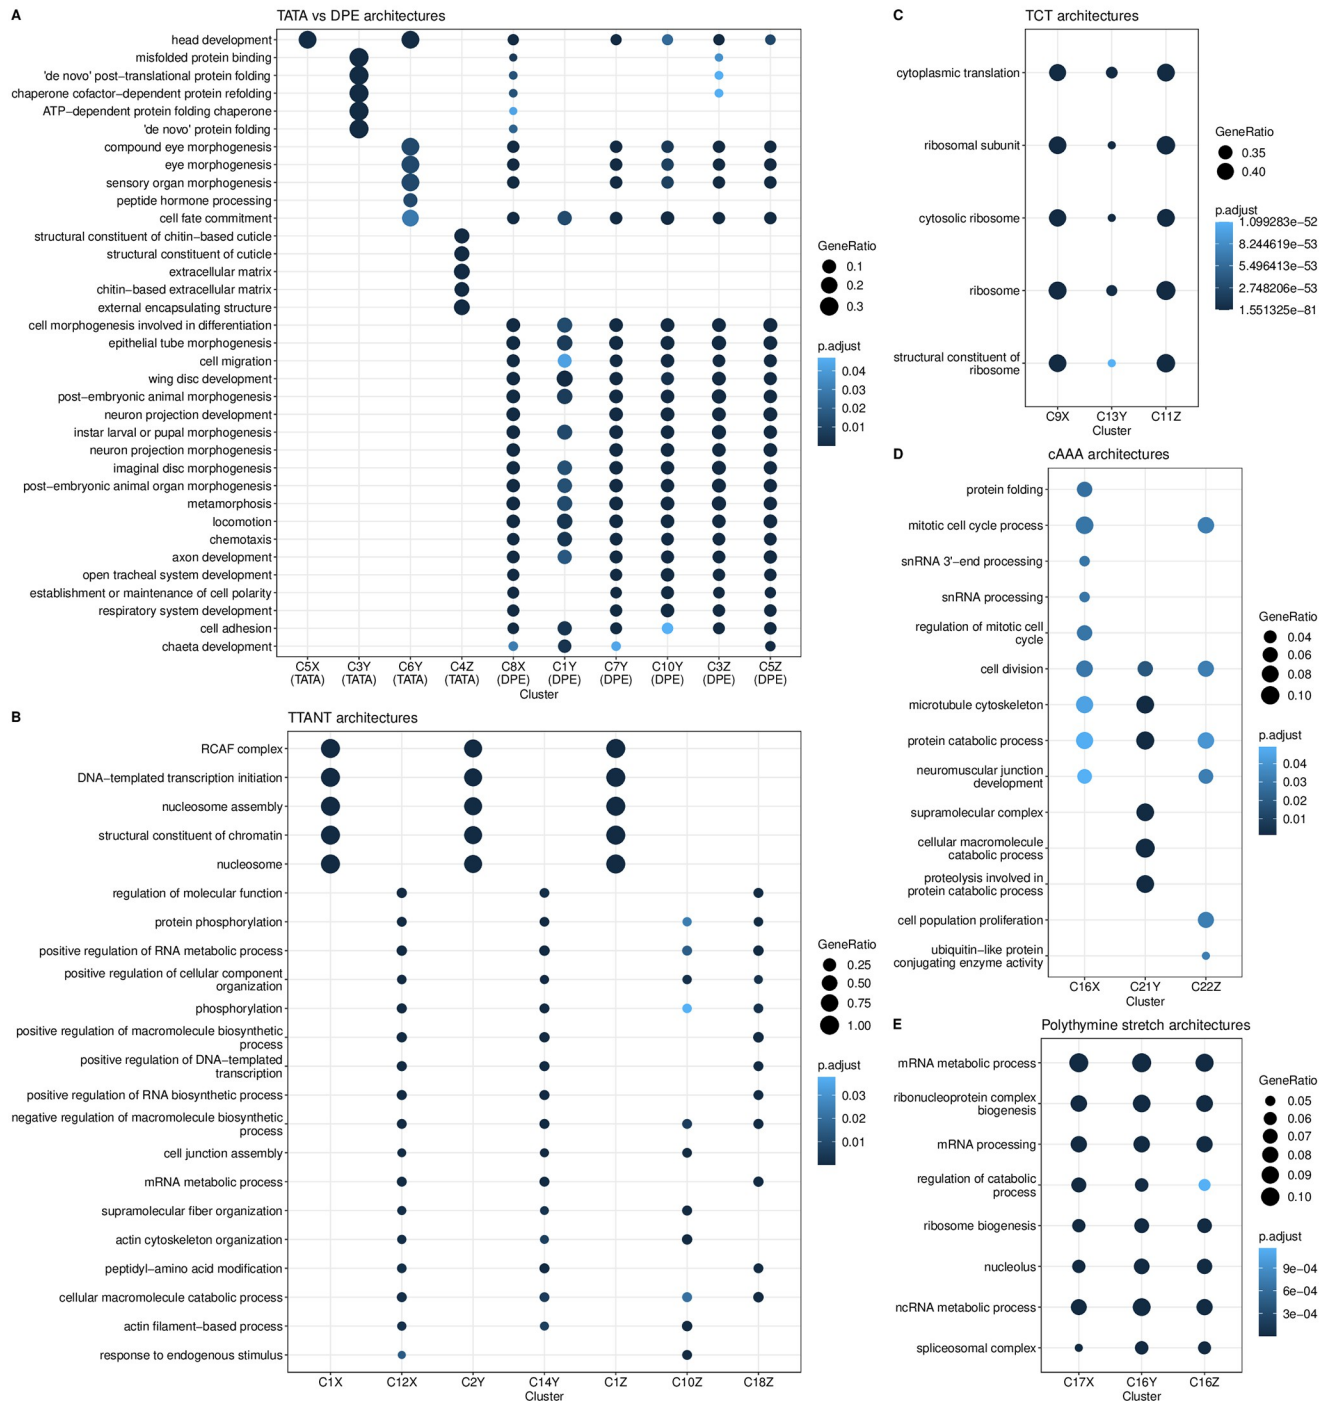 A
TATA vs DPE architectures
head development
misfolded protein binding
'de novo' post−translational protein folding
chaperone cofactor−dependent protein refolding
ATP−dependent protein folding chaperone
'de novo' protein folding
compound eye morphogenesis
eye morphogenesis
sensory organ morphogenesis
peptide hormone processing
cell fate commitment
structural constituent of chitin−based cuticle
structural constituent of cuticle
extracellular matrix
chitin−based extracellular matrix
external encapsulating structure
cell morphogenesis involved in differentiation
epithelial tube morphogenesis
cell migration
wing disc development
post−embryonic animal morphogenesis
neuron projection development
instar larval or pupal morphogenesis
neuron projection morphogenesis
imaginal disc morphogenesis
post−embryonic animal organ morphogenesis
metamorphosis
locomotion
chemotaxis
axon development
open tracheal system development
establishment or maintenance of cell polarity
respiratory system development
cell adhesion
chaeta development
C5X C3Y C6Y C4Z C8X C1Y C7Y C10Y C3Z C5Z
(TATA) (TATA) (TATA) (TATA) (DPE) (DPE) (DPE) (DPE) (DPE) (DPE)
Cluster
GeneRatio
0.1
0.2
0.3
p.adjust
0.04
0.03
0.02
0.01
B
TTANT architectures
RCAF complex
DNA−templated transcription initiation
nucleosome assembly
structural constituent of chromatin
nucleosome
regulation of molecular function
protein phosphorylation
positive regulation of RNA metabolic process
positive regulation of cellular component
organization
phosphorylation
positive regulation of macromolecule biosynthetic
process
positive regulation of DNA−templated
transcription
positive regulation of RNA biosynthetic process
negative regulation of macromolecule biosynthetic
process
cell junction assembly
mRNA metabolic process
supramolecular fiber organization
actin cytoskeleton organization
peptidyl−amino acid modification
cellular macromolecule catabolic process
actin filament−based process
response to endogenous stimulus
C1X C12X C2Y C14Y C1Z C10Z C18Z
Cluster
GeneRatio
0.25
0.50
0.75
1.00
p.adjust
0.03
0.02
0.01
C
TCT architectures
cytoplasmic translation
ribosomal subunit
cytosolic ribosome
ribosome
structural constituent of
ribosome
C9X C13Y C11Z
Cluster
GeneRatio
0.35
0.40
p.adjust
1.099283e−52
8.244619e−53
5.496413e−53
2.748206e−53
1.551325e−81
D
cAAA architectures
protein folding
mitotic cell cycle process
snRNA 3'−end processing
snRNA processing
regulation of mitotic cell
cycle
cell division
microtubule cytoskeleton
protein catabolic process
neuromuscular junction
development
supramolecular complex
cellular macromolecule
catabolic process
proteolysis involved in
protein catabolic process
cell population proliferation
ubiquitin−like protein
conjugating enzyme activity
C16X C21Y C22Z
Cluster
GeneRatio
0.04
0.06
0.08
0.10
p.adjust
0.04
0.03
0.02
0.01
E
Polythymine stretch architectures
mRNA metabolic process
ribonucleoprotein complex
biogenesis
mRNA processing
regulation of catabolic
process
ribosome biogenesis
nucleolus
ncRNA metabolic process
spliceosomal complex
C17X C16Y C16Z
Cluster
GeneRatio
0.05
0.06
0.07
0.08
0.09
0.10
p.adjust
9e−04
6e−04
3e−04